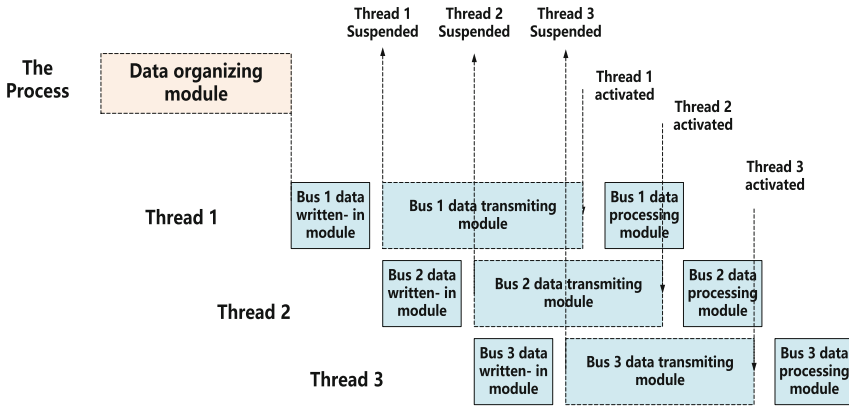 Thread 1
Suspended
Thread 2
Suspended
Thread 3
Suspended
The
Process
Data organizing
module
Thread 1
activated
Thread 2
activated
Thread 3
activated
Thread 1
Bus 1 data
written- in
module
Bus 1 data transmiting
module
Bus 1 data
processing
module
Thread 2
Bus 2 data
written- in
module
Bus 2 data transmiting
module
Bus 2 data
processing
module
Thread 3
Bus 3 data
written- in
module
Bus 3 data transmiting
module
Bus 3 data
processing
module